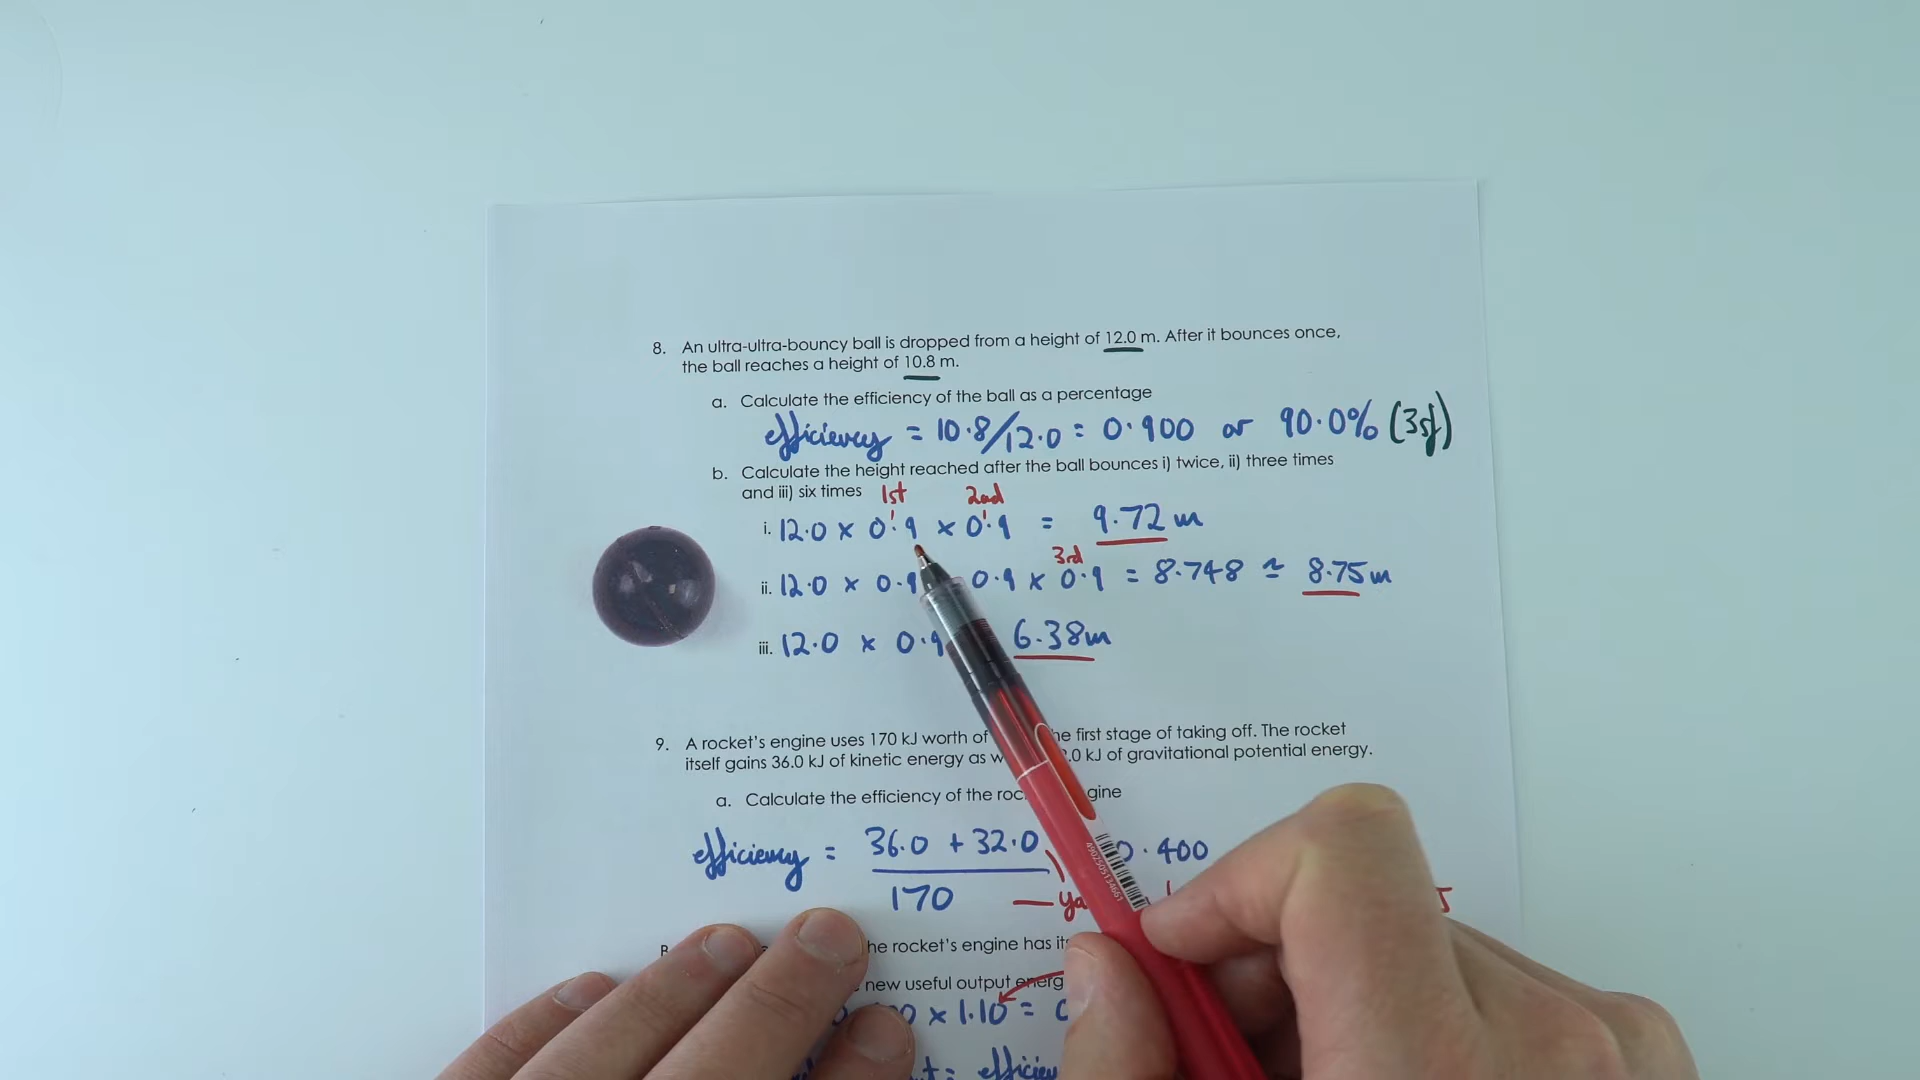 8. An ultra-ultra-bouncy ball is dropped from a height of 12.0 m. After it bounces once,
the ball reaches a height of 10.8 m.
a. Calculate the efficiency of the ball as a percentage
efficiency = 10.8/12.0 = 0.900 or 90.0% (3sf)
b. Calculate the height reached after the ball bounces i) twice, ii) three times
and iii) six times
1st 2nd
i. 12.0 × 0.9 × 0.9 = 9.72 m
3rd
ii. 12.0 × 0.9 0.9 × 0.9 = 8.748 ≃ 8.75 m
iii. 12.0 × 0.9 6.38m
9. A rocket's engine uses 170 kJ worth of he first stage of taking off. The rocket
itself gains 36.0 kJ of kinetic energy as w .0 kJ of gravitational potential energy.
a. Calculate the efficiency of the roc gine
efficiency = 36.0 + 32.0 0.400
170
he rocket's engine has its
new useful output energ
0 × 1.10 =
= efficien
4902505134661